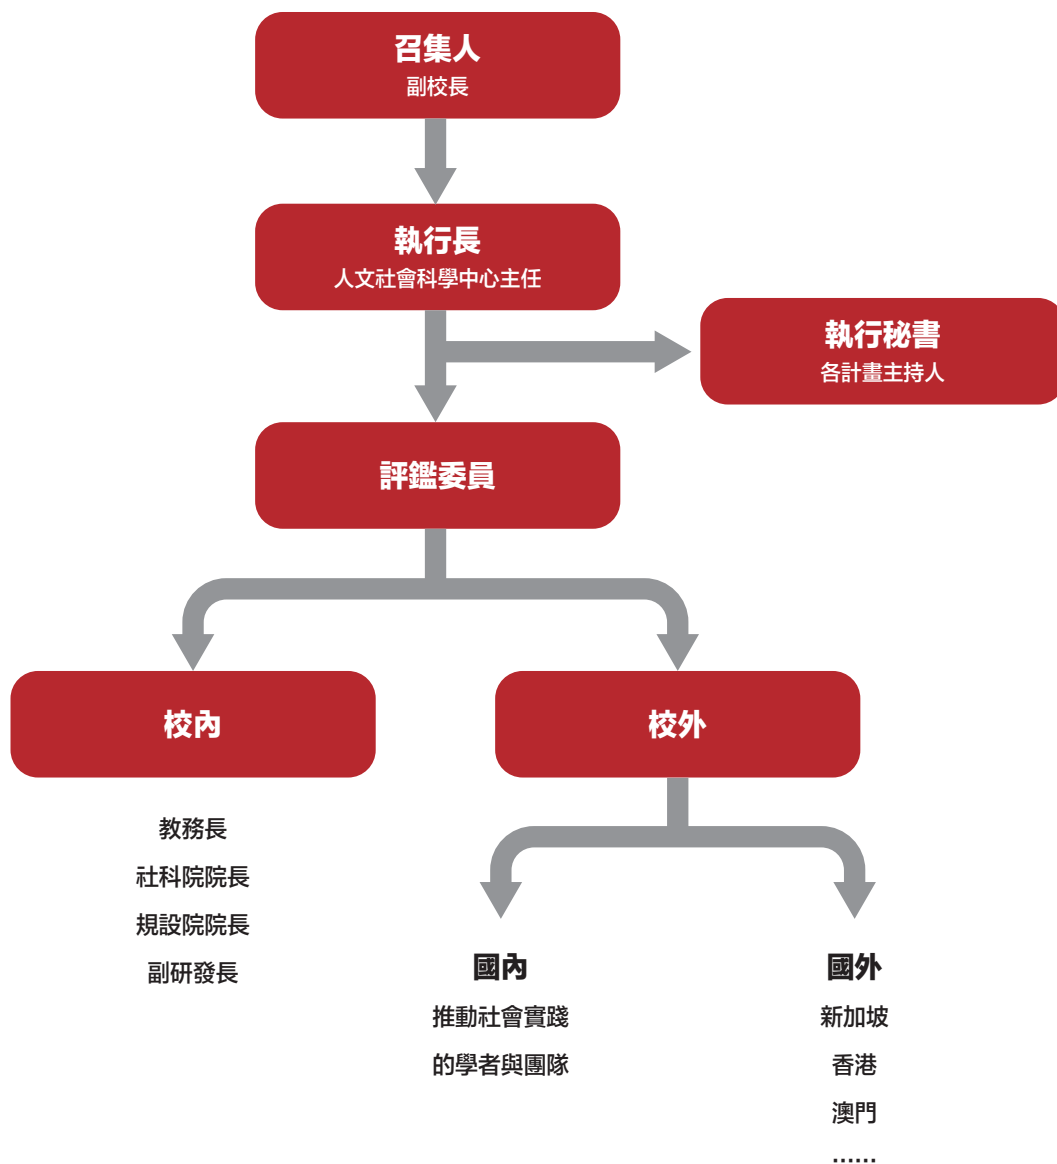 召集人
副校長
執行長
人文社會科學中心主任
執行秘書
各計畫主持人
評鑑委員
校內
校外
教務長
社科院院長
規設院院長
副研發長
國內
推動社會實踐
的學者與團隊
國外
新加坡
香港
澳門
……